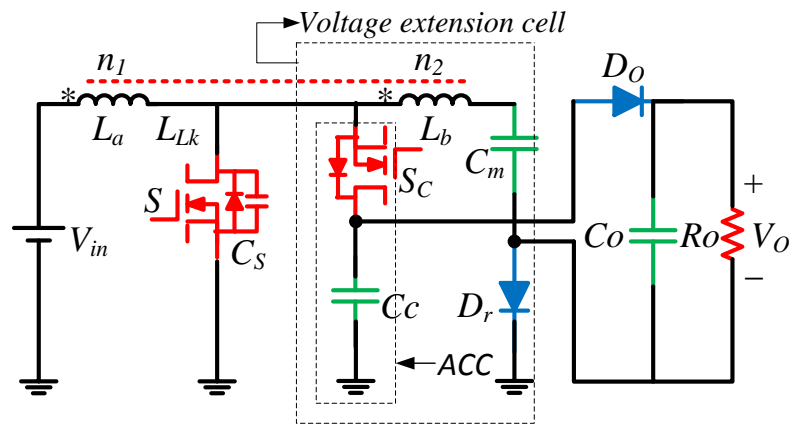 Voltage extension cell
n1 n2
* *
La LLk Lb
DO
Cm
S SC
CS
Vin
Cc
Dr
ACC
Co Ro VO
+
−